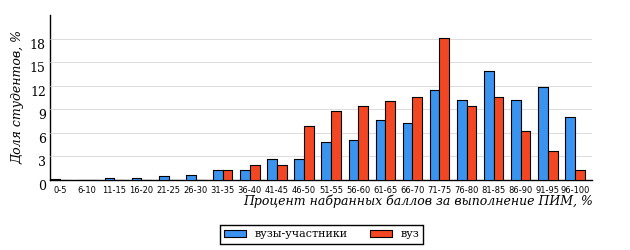 Доля студентов, %
18
15
12
9
6
3
0
0-5 6-10 11-15 16-20 21-25 26-30 31-35 36-40 41-45 46-50 51-55 56-60 61-65 66-70 71-75 76-80 81-85 86-90 91-95 96-100
Процент набранных баллов за выполнение ПИМ, %
вузы-участники вуз